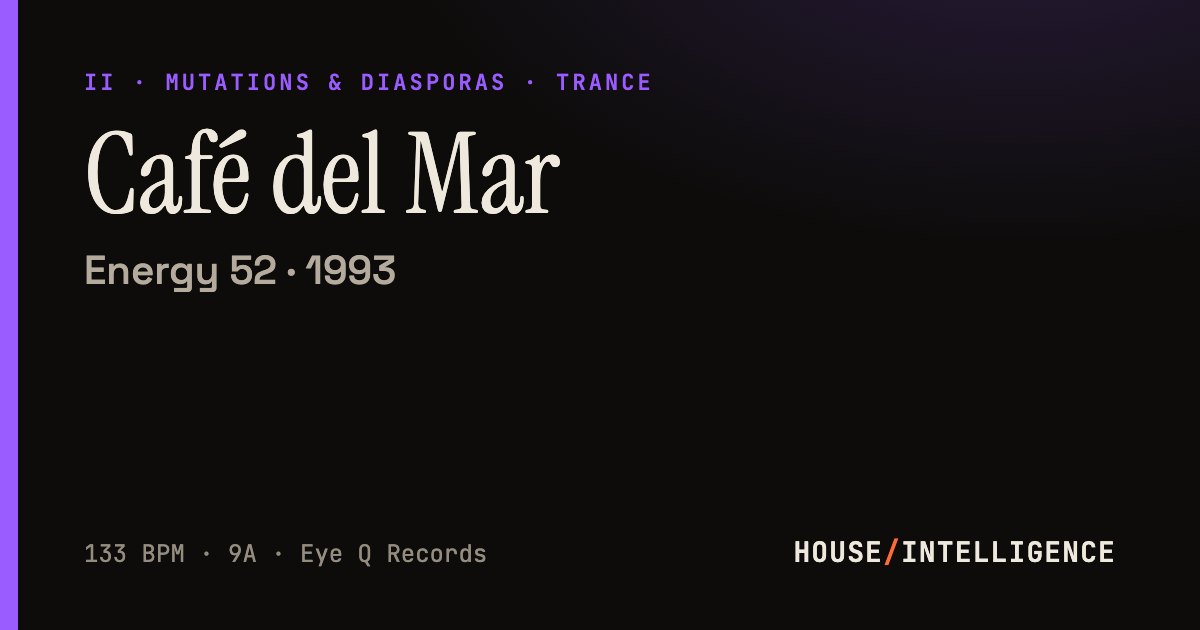 II · MUTATIONS & DIASPORAS · TRANCE
Café del Mar
Energy 52 · 1993
133 BPM · 9A · Eye Q Records
HOUSE/INTELLIGENCE